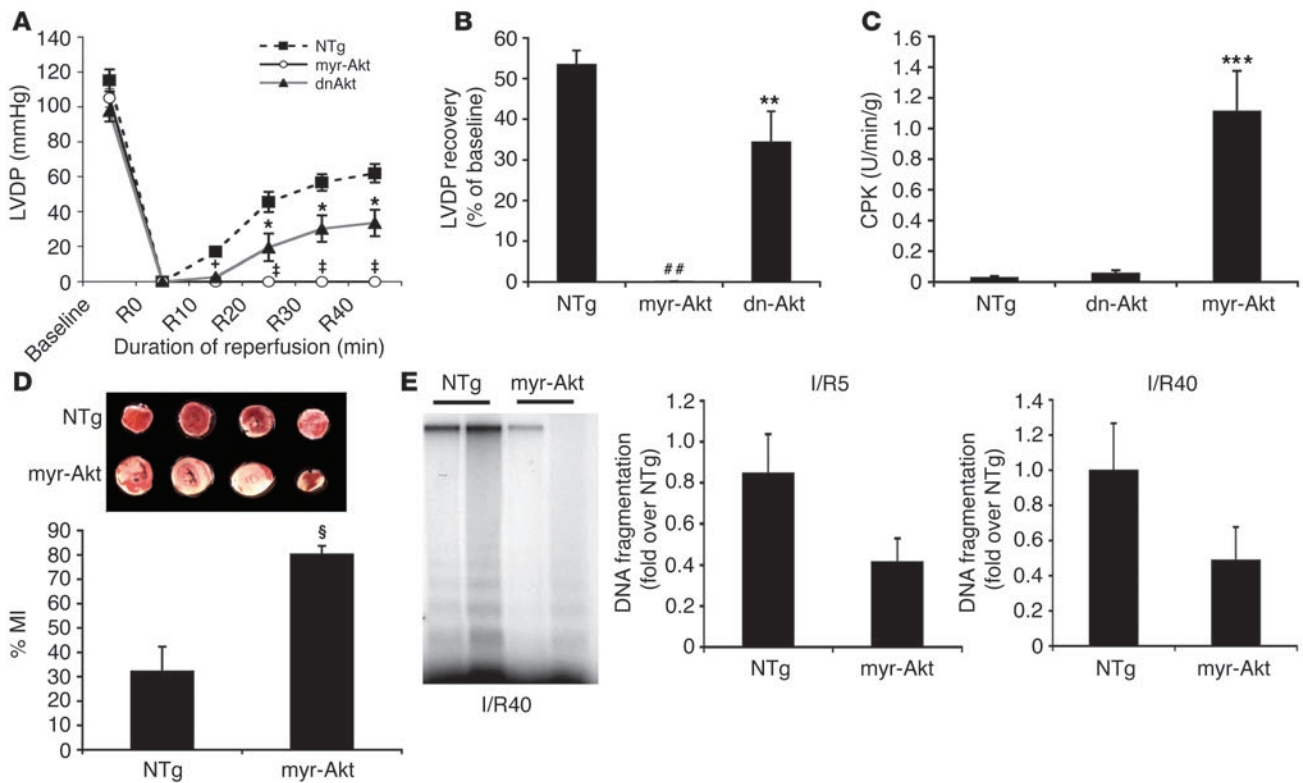 A
LVDP (mmHg)
140
120
100
80
60
40
20
0
NTg
myr-Akt
dnAkt
* * *
+ ‡ ‡ ‡
Baseline R0 R10 R20 R30 R40
Duration of reperfusion (min)
B
LVDP recovery
(% of baseline)
60
50
40
30
20
10
0
##
**
NTg myr-Akt dn-Akt
C
CPK (U/min/g)
1.6
1.4
1.2
1.0
0.8
0.6
0.4
0.2
0
***
NTg dn-Akt myr-Akt
D
NTg
myr-Akt
% MI
90
80
70
60
50
40
30
20
10
0
§
NTg myr-Akt
E
NTg myr-Akt
I/R40
I/R5
DNA fragmentation
(fold over NTg)
1.2
1.0
0.8
0.6
0.4
0.2
0
NTg myr-Akt
I/R40
DNA fragmentation
(fold over NTg)
1.4
1.2
1.0
0.8
0.6
0.4
0.2
0
NTg myr-Akt